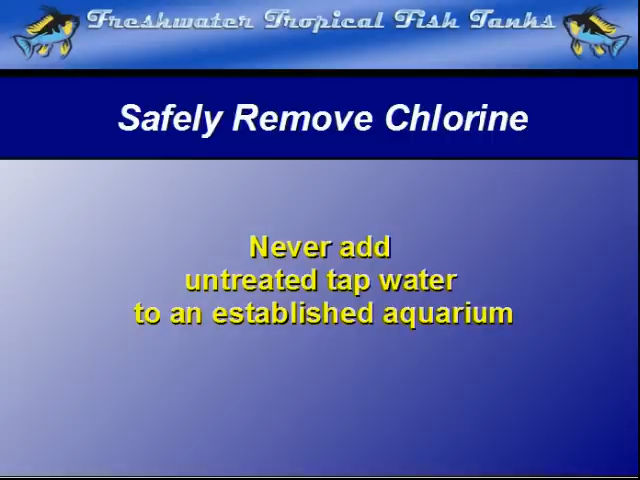 Freshwater Tropical Fish Tanks
Safely Remove Chlorine
Never add
untreated tap water
to an established aquarium